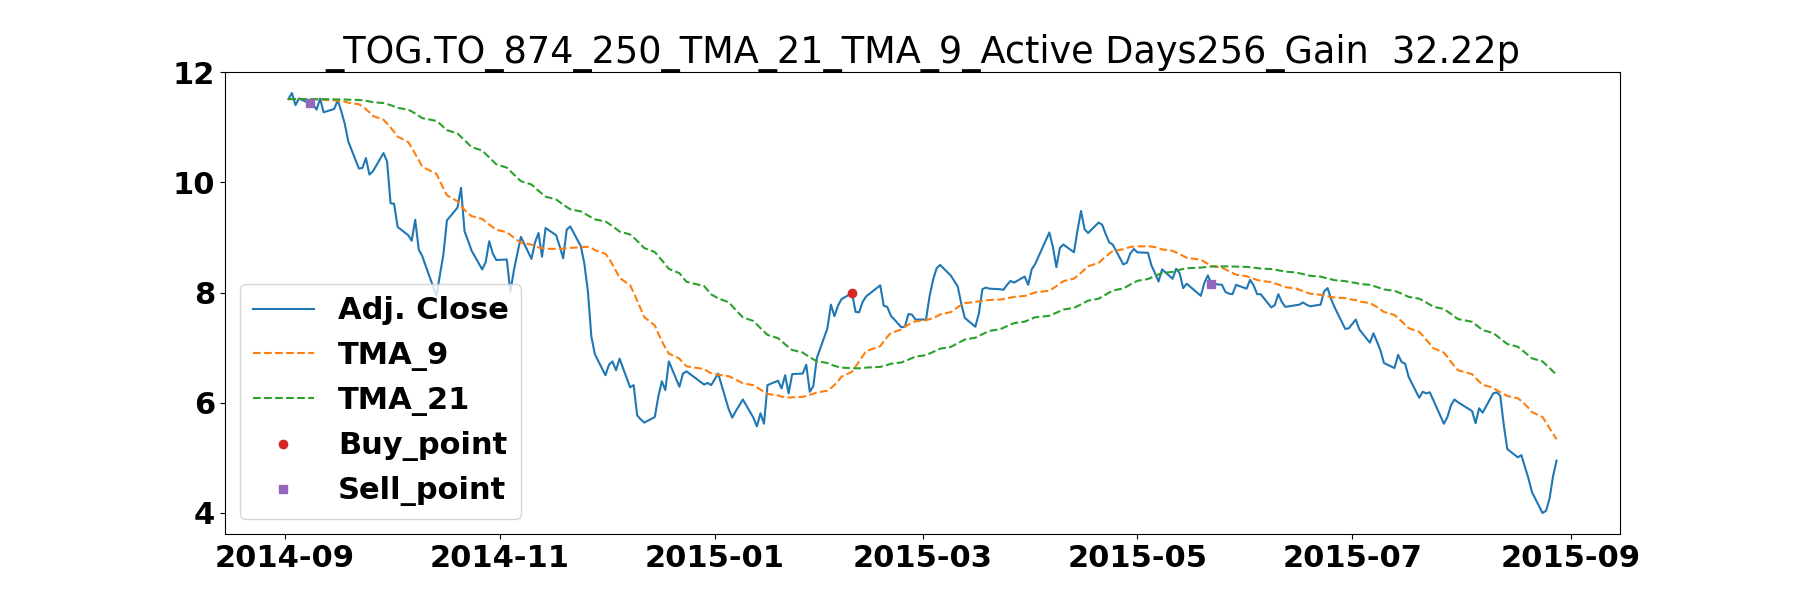 _TOG.TO_874_250_TMA_21_TMA_9_Active Days256_Gain  32.22p
12
10
8
6
4
Adj. Close
TMA_9
TMA_21
Buy_point
Sell_point
2014-09 2014-11 2015-01 2015-03 2015-05 2015-07 2015-09